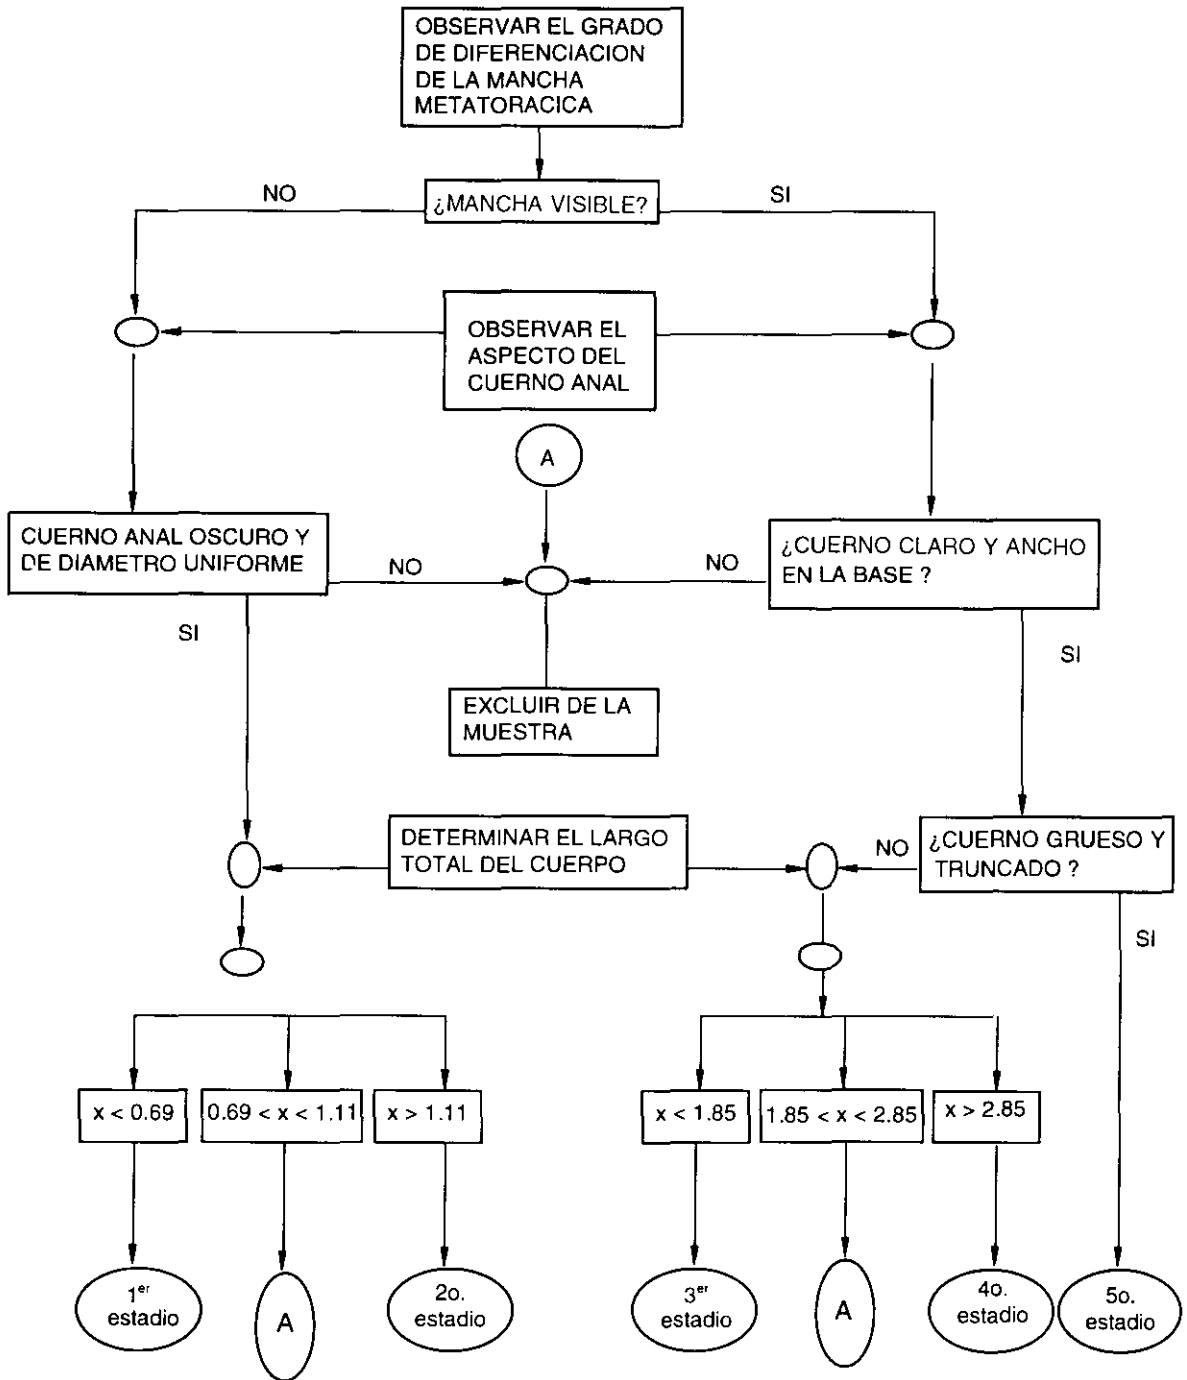 OBSERVAR EL GRADO
DE DIFERENCIACION
DE LA MANCHA
METATORACICA
NO
¿MANCHA VISIBLE?
SI
OBSERVAR EL
ASPECTO DEL
CUERNO ANAL
A
CUERNO ANAL OSCURO Y
DE DIAMETRO UNIFORME
NO
NO
¿CUERNO CLARO Y ANCHO
EN LA BASE ?
SI
SI
EXCLUIR DE LA
MUESTRA
DETERMINAR EL LARGO
TOTAL DEL CUERPO
NO
¿CUERNO GRUESO Y
TRUNCADO ?
SI
x < 0.69
0.69 < x < 1.11
x > 1.11
x < 1.85
1.85 < x < 2.85
x > 2.85
1er
estadio
A
2o.
estadio
3er
estadio
A
4o.
estadio
5o.
estadio